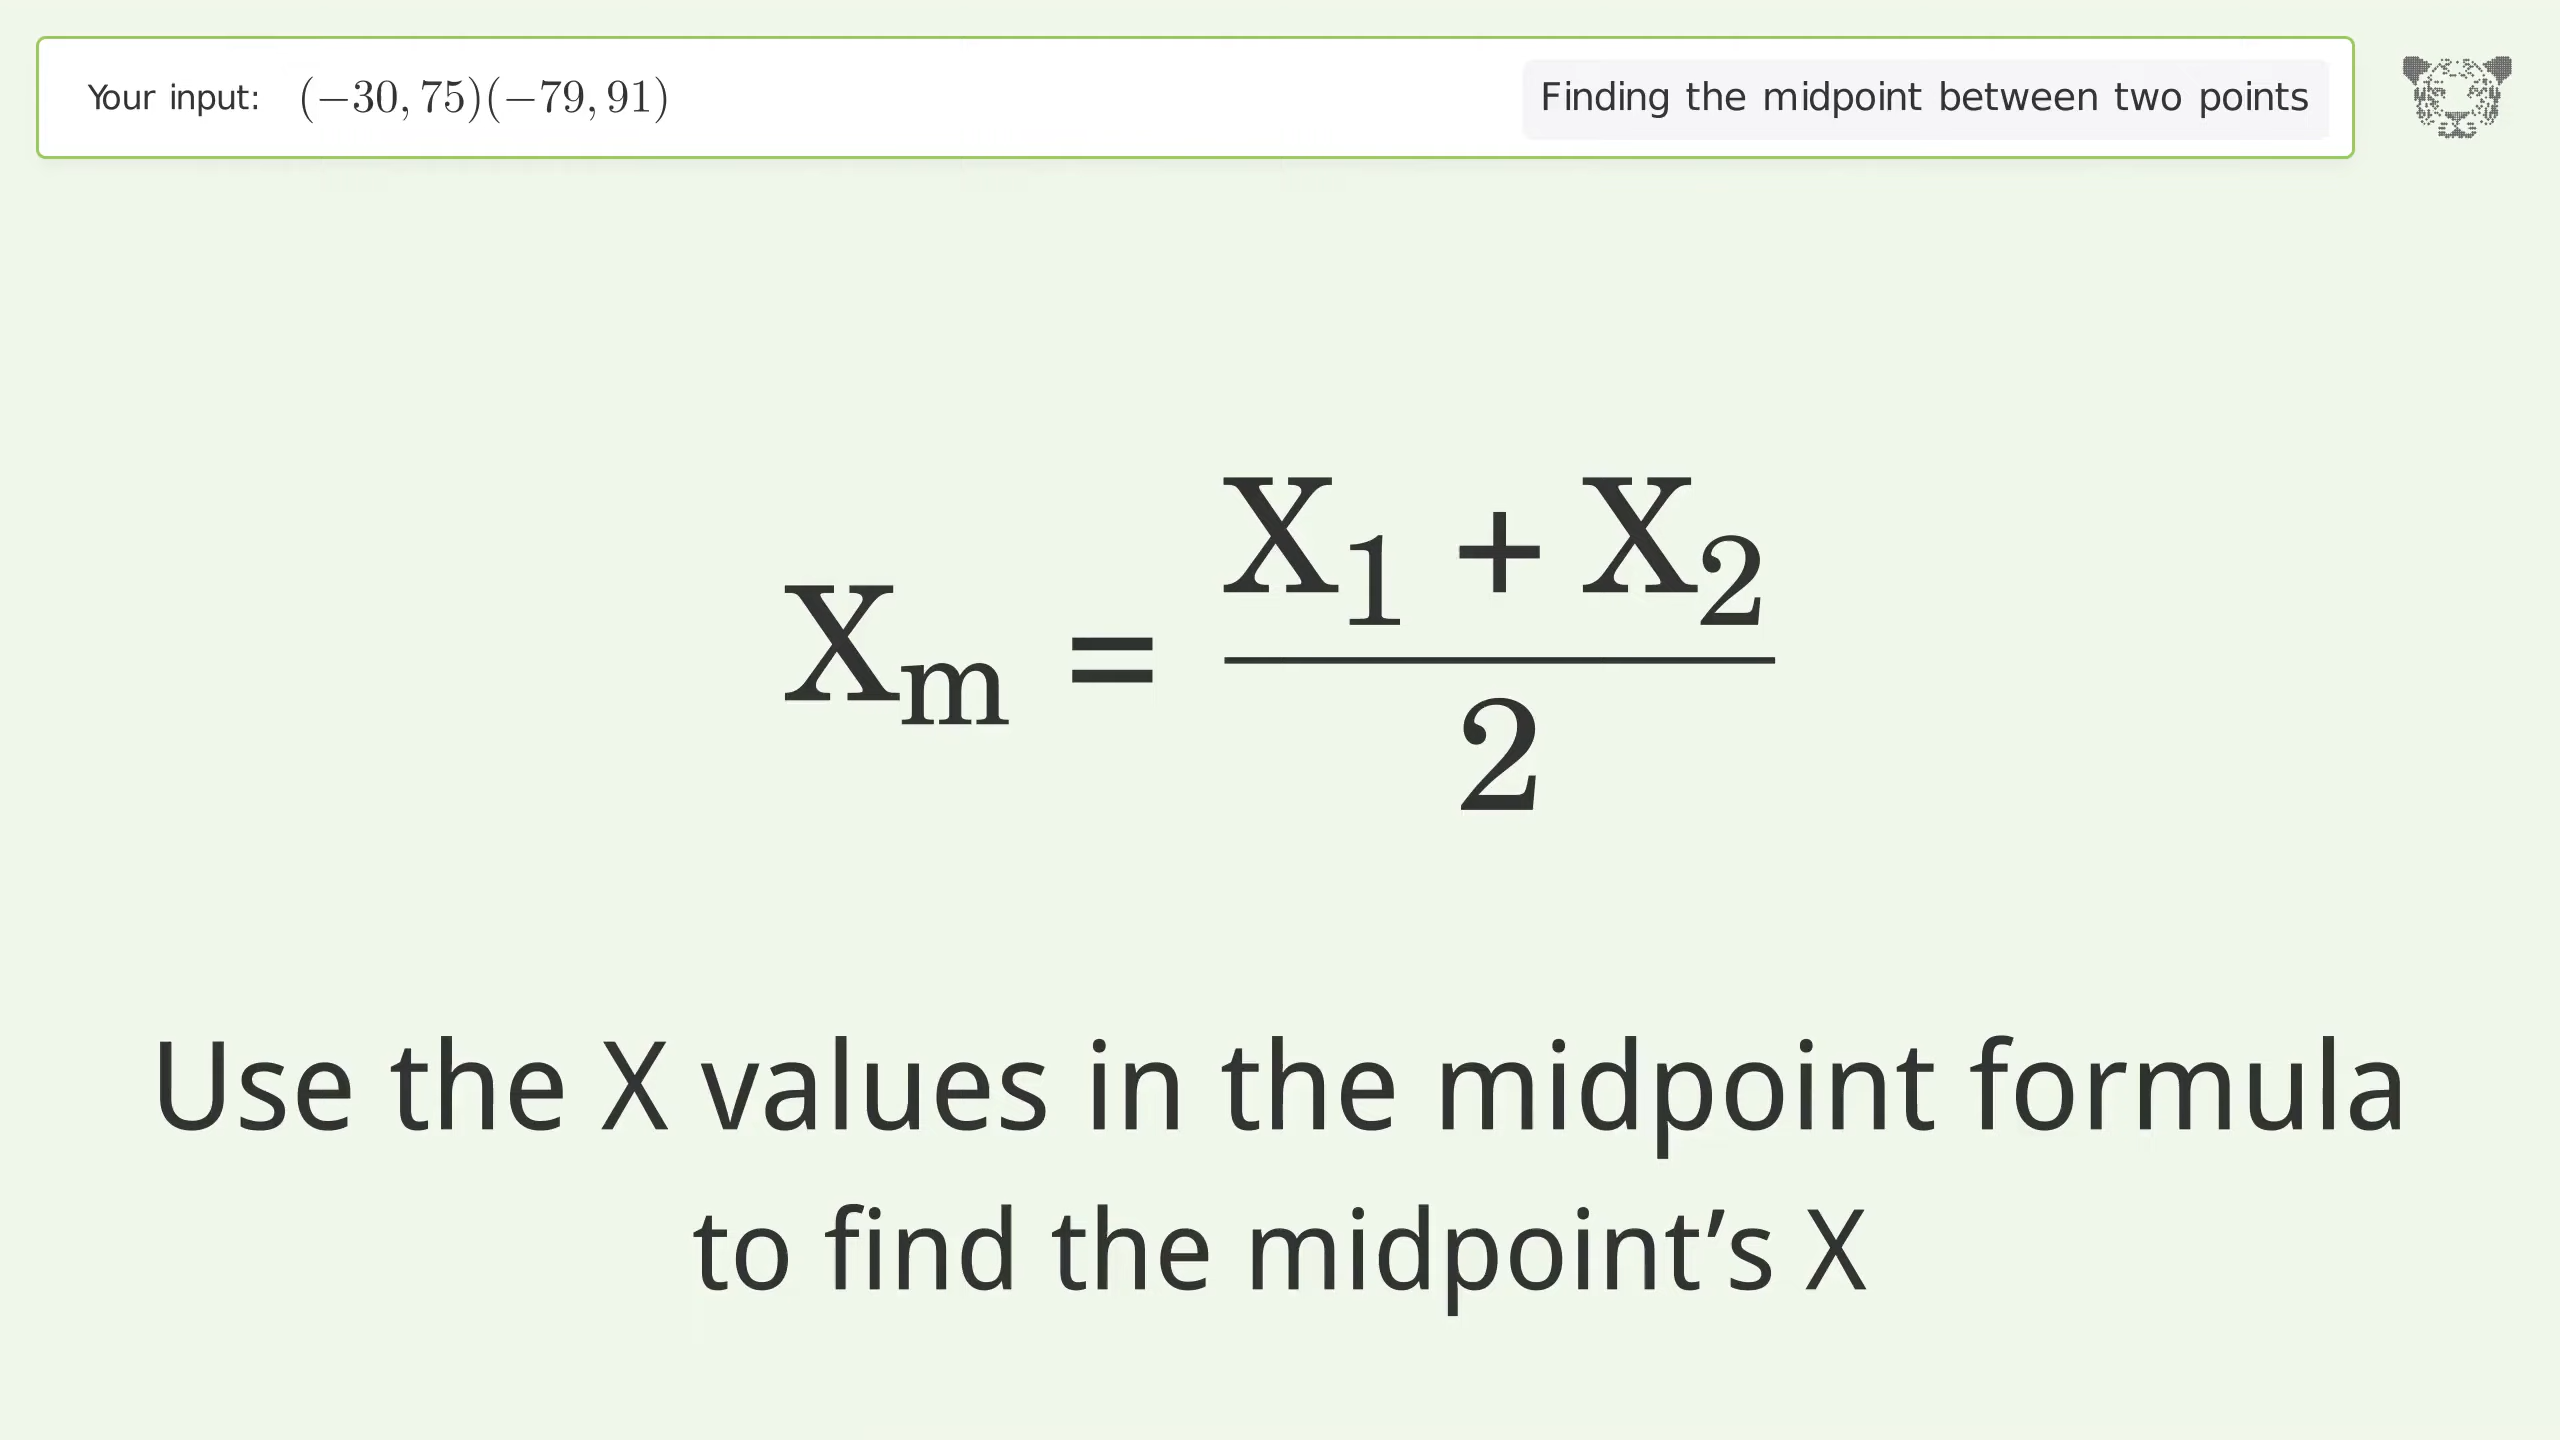 Your input: (−30, 75)(−79, 91)
Finding the midpoint between two points
Xm = (X1 + X2) / 2
Use the X values in the midpoint formula
to find the midpoint’s X